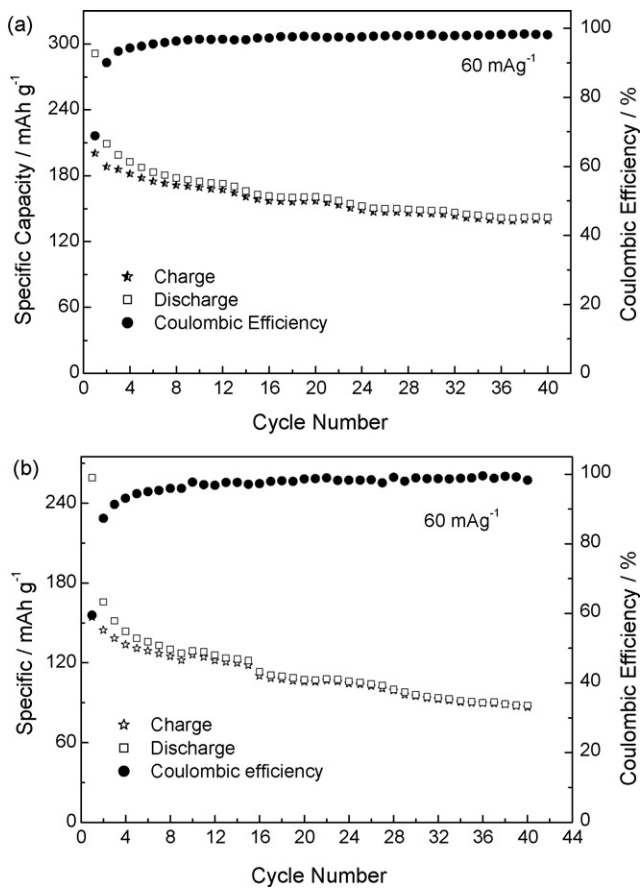 (a)
300
240
180
120
60
0
Specific Capacity / mAh g-1
100
80
60
40
20
0
Coulombic Efficiency / %
60 mAg-1
Charge
Discharge
Coulombic Efficiency
0 4 8 12 16 20 24 28 32 36 40
Cycle Number
(b)
240
180
120
60
0
Specific / mAh g-1
100
80
60
40
20
0
Coulombic Efficiency / %
60 mAg-1
Charge
Discharge
Coulombic efficiency
0 4 8 12 16 20 24 28 32 36 40 44
Cycle Number